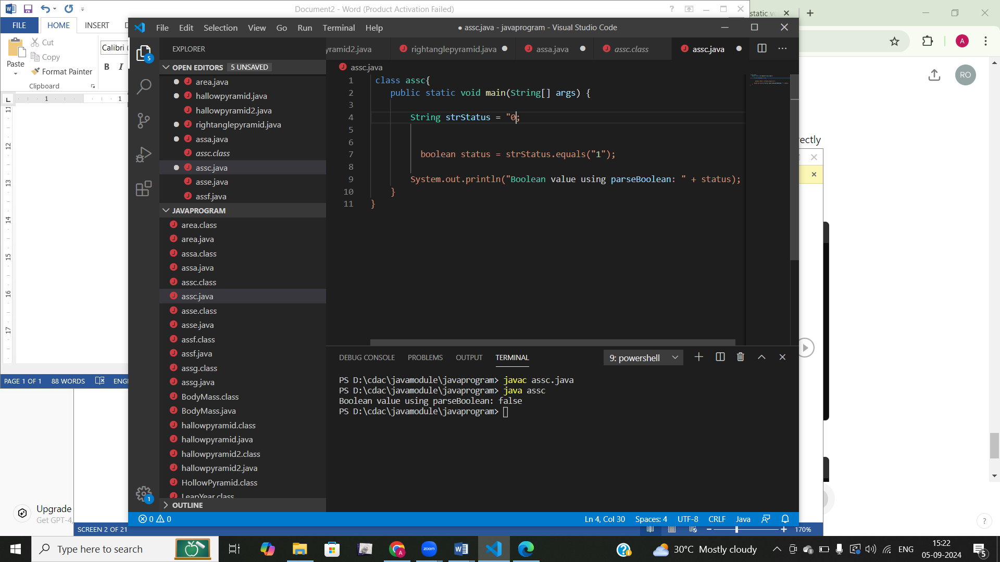 Document2 - Word (Product Activation Failed)
FILE HOME INSERT
Cut
Copy
Format Painter
Paste
Clipboard
Calibri (
B I
PAGE 1 OF 1 88 WORDS
File Edit Selection View Go Run Terminal Help
● assc.java - javaprogram - Visual Studio Code
EXPLORER
OPEN EDITORS 5 UNSAVED
area.java
hallowpyramid.java
hallowpyramid2.java
rightanglepyramid.java
assa.java
assc.class
assc.java
asse.java
assf.java
JAVAPROGRAM
area.class
area.java
assa.class
assa.java
assc.class
assc.java
asse.class
asse.java
assf.class
assf.java
assg.class
assg.java
BodyMass.class
BodyMass.java
hallowpyramid.class
hallowpyramid.java
hallowpyramid2.class
hallowpyramid2.java
HollowPyramid.class
LeapYear.class
OUTLINE
yramid2.java rightanglepyramid.java assa.java assc.class assc.java
assc.java
1 class assc{
2 public static void main(String[] args) {
3
4 String strStatus = "0;
5
6
7 boolean status = strStatus.equals("1");
8
9 System.out.println("Boolean value using parseBoolean: " + status);
10 }
11 }
DEBUG CONSOLE PROBLEMS OUTPUT TERMINAL 9: powershell
PS D:\cdac\javamodule\javaprogram> javac assc.java
PS D:\cdac\javamodule\javaprogram> java assc
Boolean value using parseBoolean: false
PS D:\cdac\javamodule\javaprogram>
0 0 Ln 4, Col 30 Spaces: 4 UTF-8 CRLF Java
static v
A
RO
rectly
Upgrade
Get GPT-4,
SCREEN 2 OF 21
170%
Type here to search
zoom
30°C Mostly cloudy
ENG
15:22
05-09-2024
5